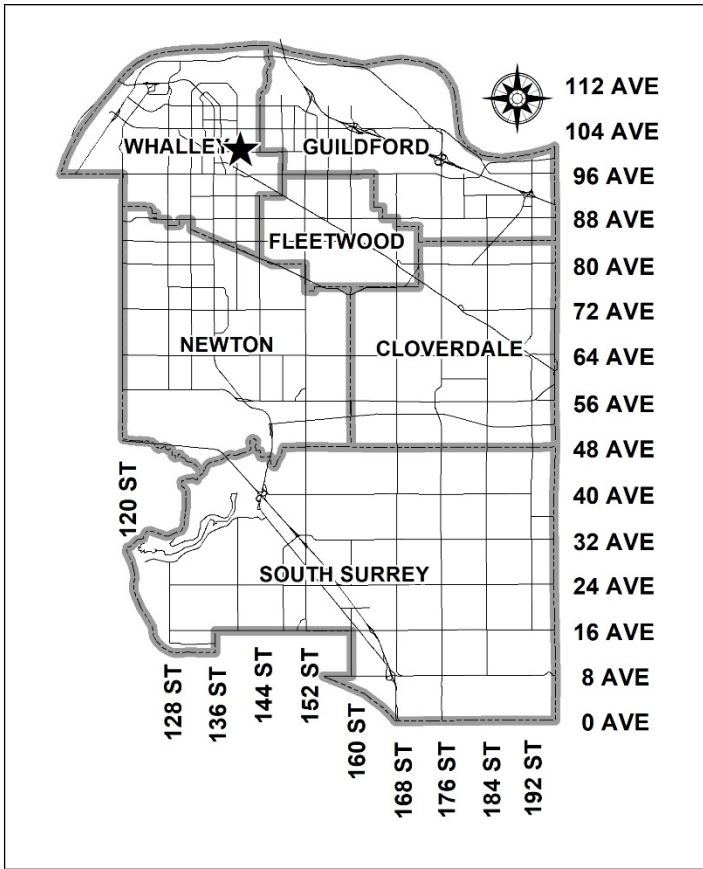 112 AVE
104 AVE
WHALLEY
GUILDFORD
96 AVE
88 AVE
FLEETWOOD
80 AVE
72 AVE
NEWTON
CLOVERDALE
64 AVE
56 AVE
48 AVE
120 ST
40 AVE
32 AVE
SOUTH SURREY
24 AVE
16 AVE
8 AVE
0 AVE
128 ST
136 ST
144 ST
152 ST
160 ST
168 ST
176 ST
184 ST
192 ST